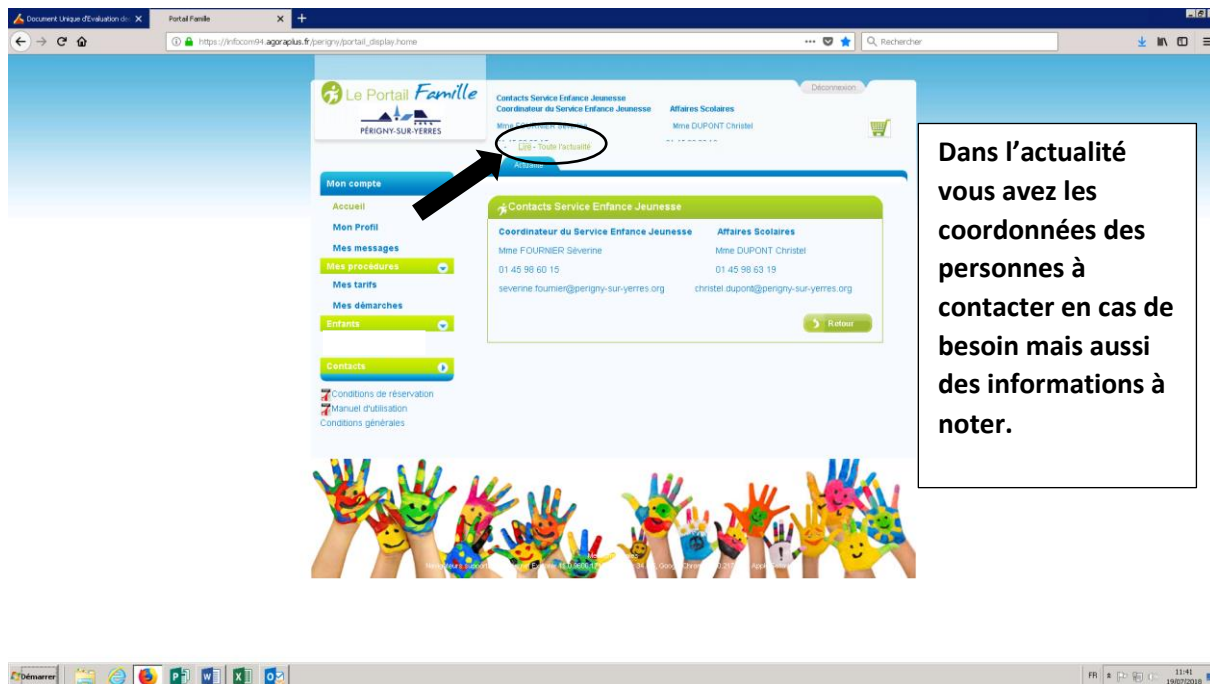 Document Unique d'Evaluation de
Portail Famille
https://infocom94.agoraplus.fr/perigny/portail_display.home
Rechercher
Le Portail Famille
PÉRIGNY-SUR-YERRES
Déconnexion
Contacts Service Enfance Jeunesse
Coordinateur du Service Enfance Jeunesse Affaires Scolaires
Mme FOURNIER Séverine Mme DUPONT Christel
Lire - Toute l'actualité
Actualité
Mon compte
Accueil
Mon Profil
Mes messages
Mes procédures
Mes tarifs
Mes démarches
Enfants
Contacts
Conditions de réservation
Manuel d'utilisation
Conditions générales
Contacts Service Enfance Jeunesse
Coordinateur du Service Enfance Jeunesse Affaires Scolaires
Mme FOURNIER Séverine Mme DUPONT Christel
01 45 98 60 15 01 45 98 63 19
severine.fournier@perigny-sur-yerres.org christel.dupont@perigny-sur-yerres.org
Retour
Dans l'actualité
vous avez les
coordonnées des
personnes à
contacter en cas de
besoin mais aussi
des informations à
noter.
Démarrer
FR
11:41
19/07/2018